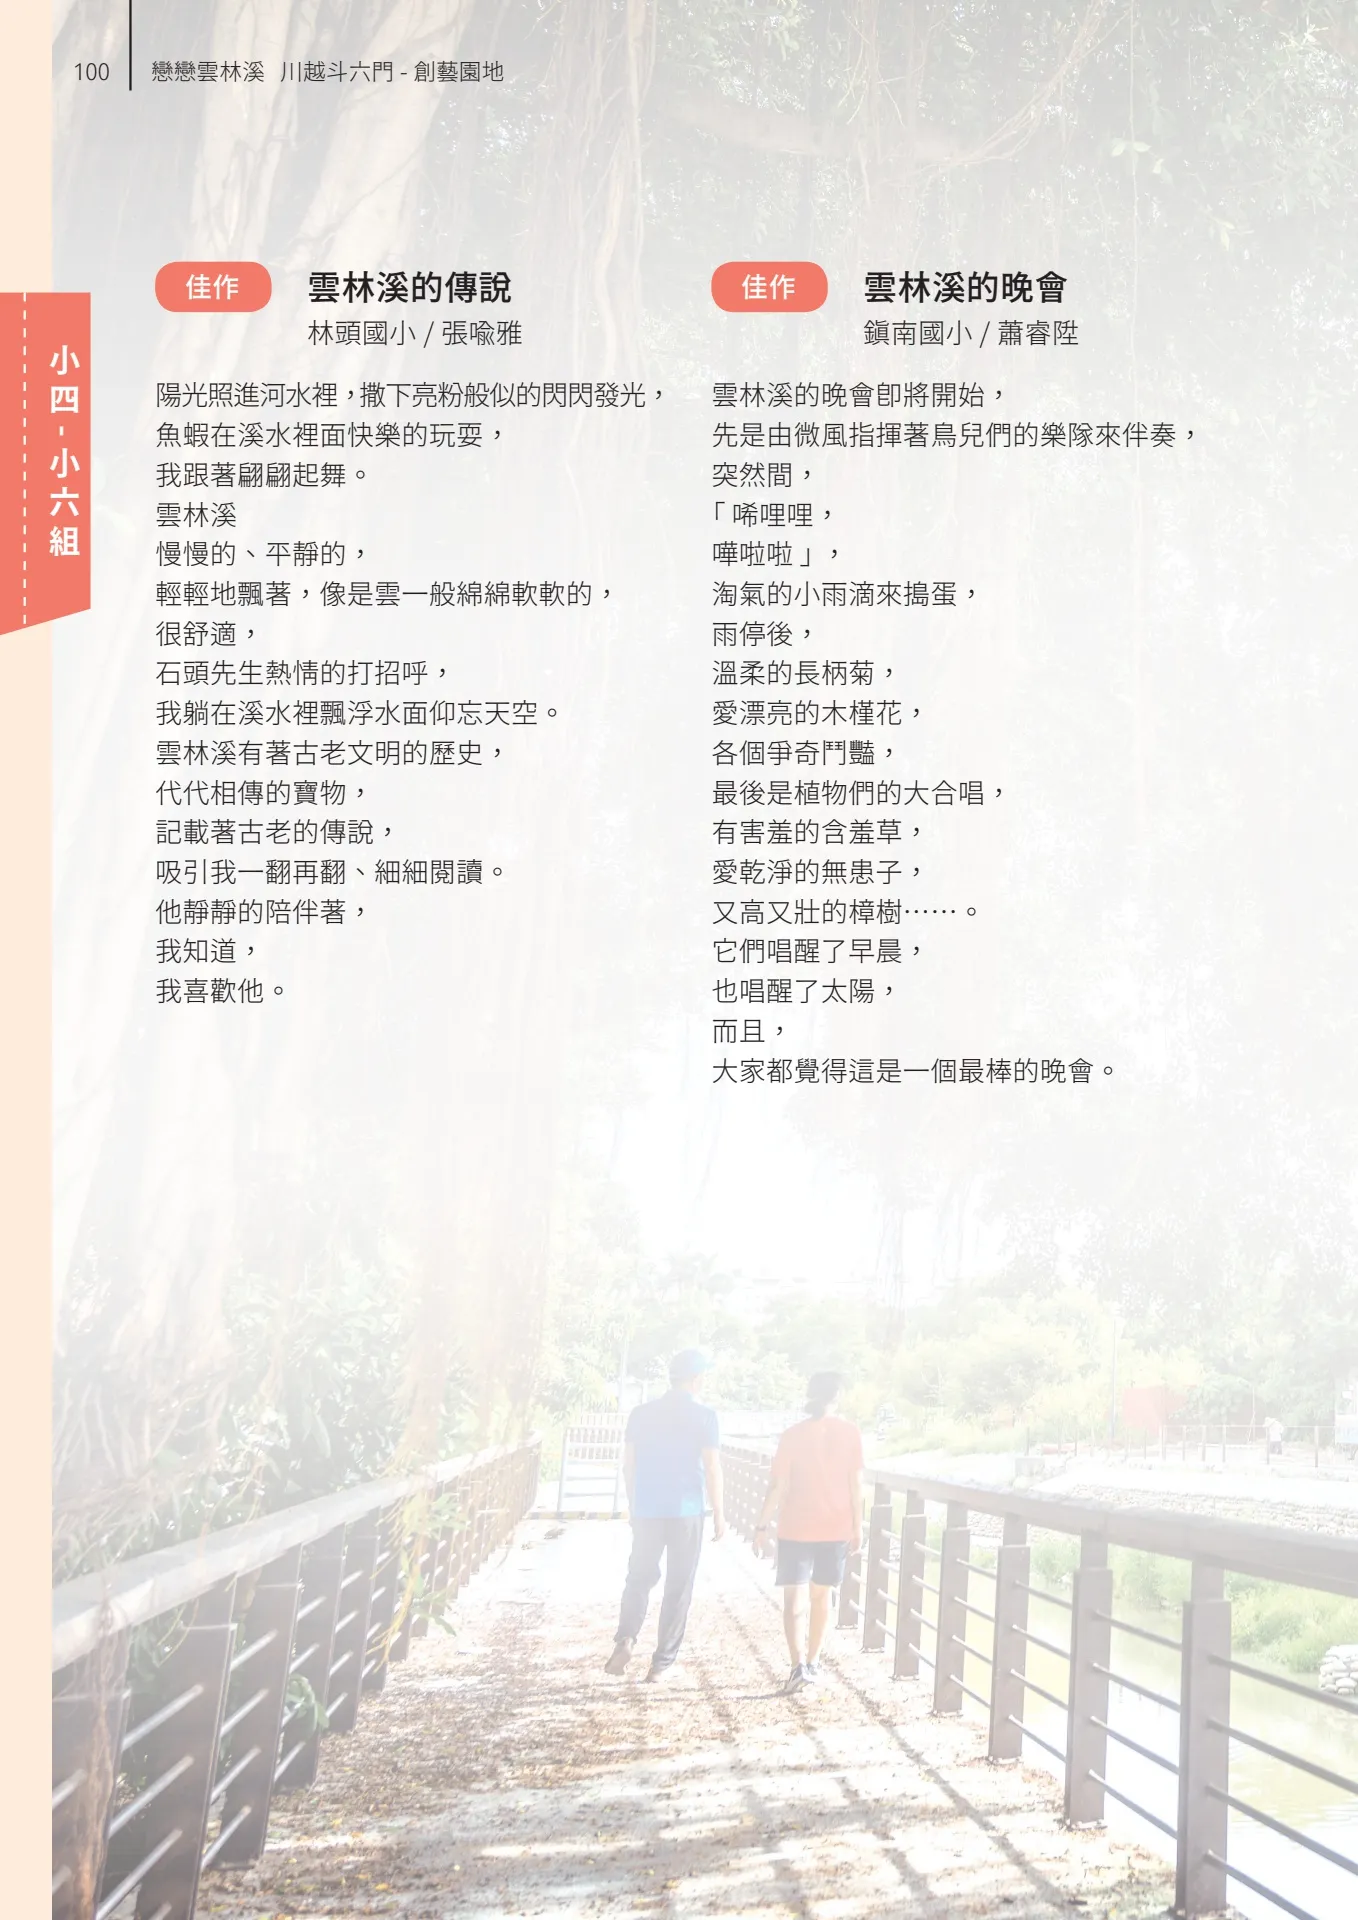 100
戀戀雲林溪 川越斗六門 - 創藝園地
小四-小六組
佳作
雲林溪的傳說
林頭國小 / 張喩雅
陽光照進河水裡，撒下亮粉般似的閃閃發光，
魚蝦在溪水裡面快樂的玩耍，
我跟著翩翩起舞。
雲林溪
慢慢的、平靜的，
輕輕地飄著，像是雲一般綿綿軟軟的，
很舒適，
石頭先生熱情的打招呼，
我躺在溪水裡飄浮水面仰忘天空。
雲林溪有著古老文明的歷史，
代代相傳的寶物，
記載著古老的傳說，
吸引我一翻再翻、細細閱讀。
他靜靜的陪伴著，
我知道，
我喜歡他。
佳作
雲林溪的晚會
鎮南國小 / 蕭睿陞
雲林溪的晚會即將開始，
先是由微風指揮著鳥兒們的樂隊來伴奏，
突然間，
「 唏哩哩，
嘩啦啦 」，
淘氣的小雨滴來搗蛋，
雨停後，
溫柔的長柄菊，
愛漂亮的木槿花，
各個爭奇鬥豔，
最後是植物們的大合唱，
有害羞的含羞草，
愛乾淨的無患子，
又高又壯的樟樹……。
它們唱醒了早晨，
也唱醒了太陽，
而且，
大家都覺得這是一個最棒的晚會。